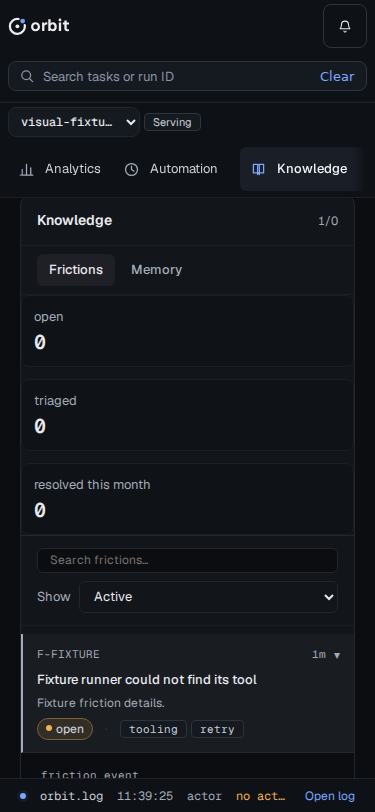 orbit
Search tasks or run ID Clear
visual-fixtu… Serving
Analytics Automation Knowledge
Knowledge 1/0
Frictions Memory
open
0
triaged
0
resolved this month
0
Search frictions…
Show Active
F-FIXTURE 1m ▼
Fixture runner could not find its tool
Fixture friction details.
open · tooling retry
friction event
orbit.log 11:39:25 actor no act… Open log